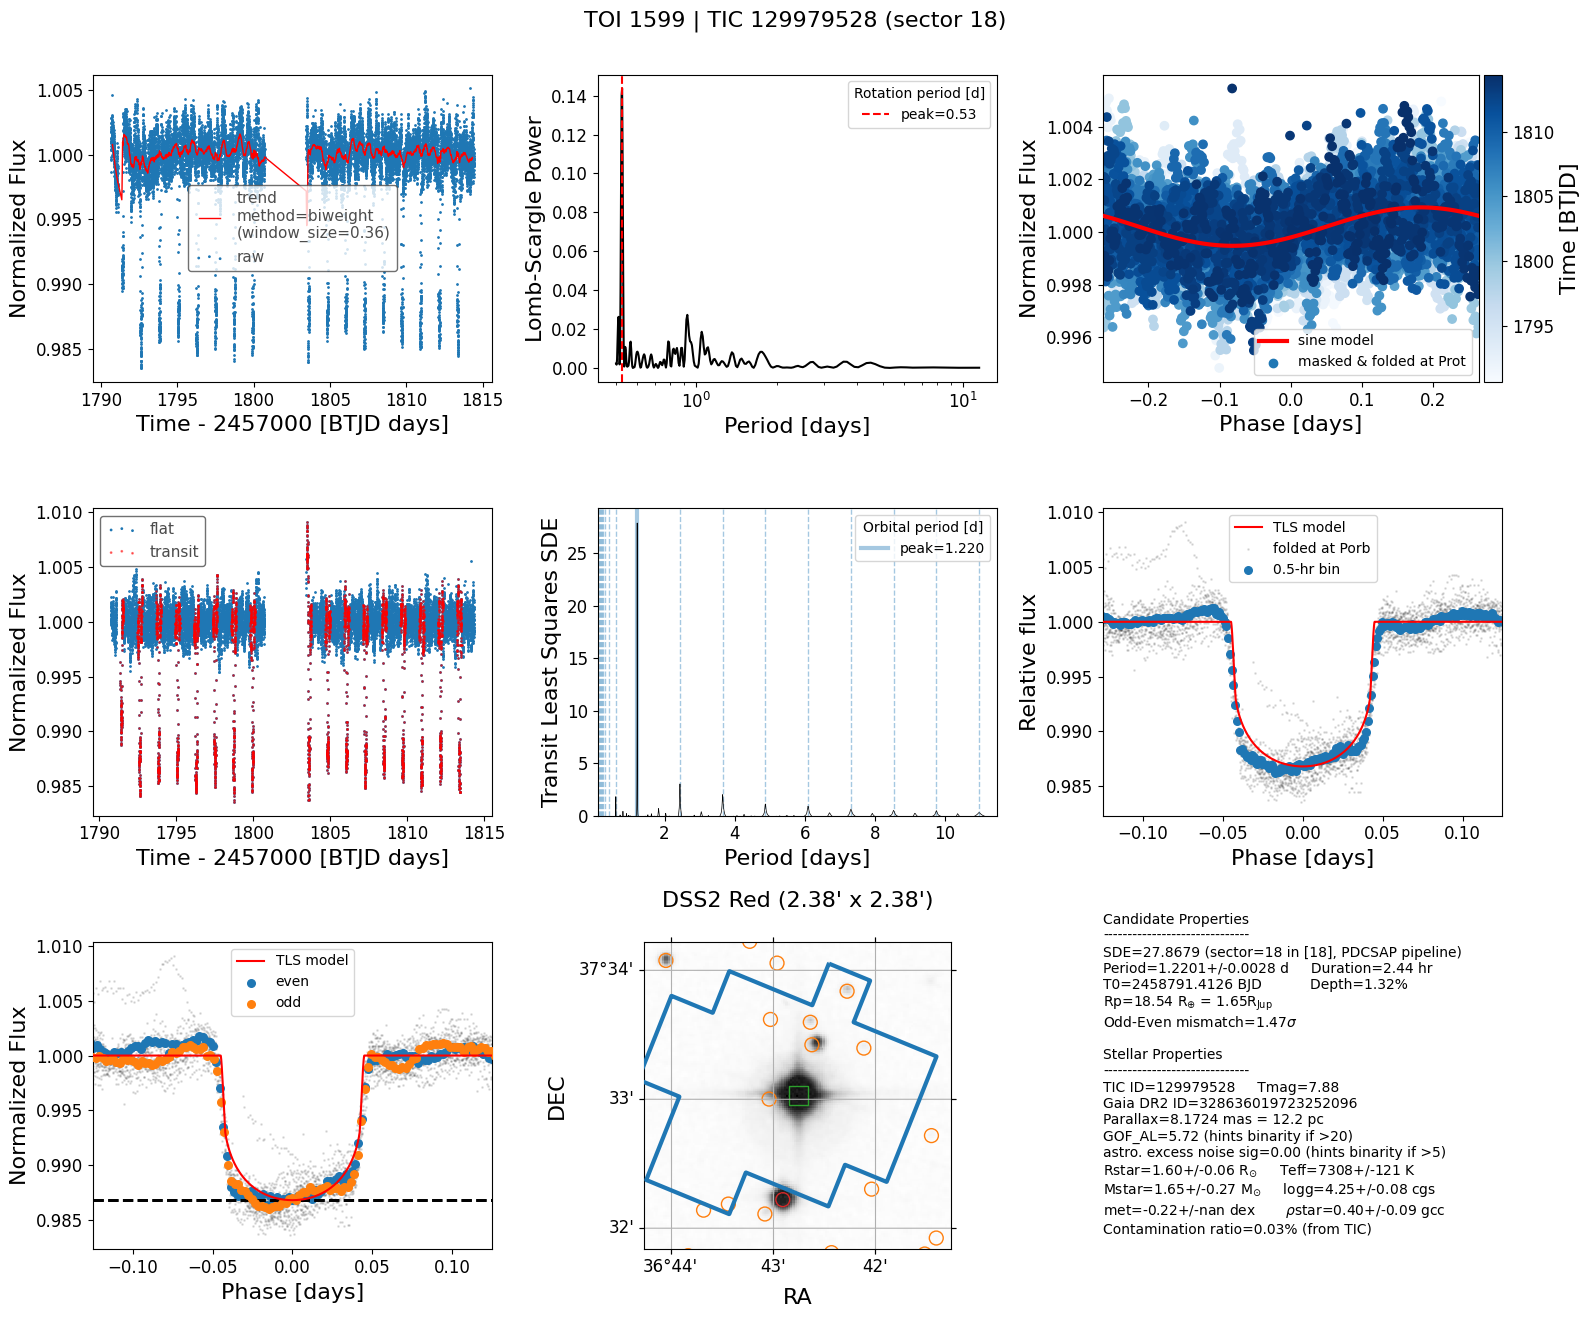 TOI 1599 | TIC 129979528 (sector 18)
Normalized Flux
1.005
1.000
0.995
0.990
0.985
trend
method=biweight
(window_size=0.36)
raw
1790 1795 1800 1805 1810 1815
Time - 2457000 [BTJD days]
Lomb-Scargle Power
0.14
0.12
0.10
0.08
0.06
0.04
0.02
0.00
Rotation period [d]
peak=0.53
10⁰ 10¹
Period [days]
Normalized Flux
1.004
1.002
1.000
0.998
0.996
sine model
masked & folded at Prot
−0.2 −0.1 0.0 0.1 0.2
Phase [days]
1810
1805
1800
1795
Time [BTJD]
Normalized Flux
1.010
1.005
1.000
0.995
0.990
0.985
flat
transit
1790 1795 1800 1805 1810 1815
Time - 2457000 [BTJD days]
Transit Least Squares SDE
25
20
15
10
5
0
Orbital period [d]
peak=1.220
2 4 6 8 10
Period [days]
Relative flux
1.010
1.005
1.000
0.995
0.990
0.985
TLS model
folded at Porb
0.5-hr bin
−0.10 −0.05 0.00 0.05 0.10
Phase [days]
Normalized Flux
1.010
1.005
1.000
0.995
0.990
0.985
TLS model
even
odd
−0.10 −0.05 0.00 0.05 0.10
Phase [days]
DSS2 Red (2.38' x 2.38')
DEC
37°34'
33'
32'
36°44' 43' 42'
RA
Candidate Properties
------------------------------
SDE=27.8679 (sector=18 in [18], PDCSAP pipeline)
Period=1.2201+/-0.0028 d Duration=2.44 hr
T0=2458791.4126 BJD Depth=1.32%
Rp=18.54 R⊕ = 1.65RJup
Odd-Even mismatch=1.47σ
Stellar Properties
------------------------------
TIC ID=129979528 Tmag=7.88
Gaia DR2 ID=328636019723252096
Parallax=8.1724 mas = 12.2 pc
GOF_AL=5.72 (hints binarity if >20)
astro. excess noise sig=0.00 (hints binarity if >5)
Rstar=1.60+/-0.06 R⊙ Teff=7308+/-121 K
Mstar=1.65+/-0.27 M⊙ logg=4.25+/-0.08 cgs
met=-0.22+/-nan dex ρstar=0.40+/-0.09 gcc
Contamination ratio=0.03% (from TIC)